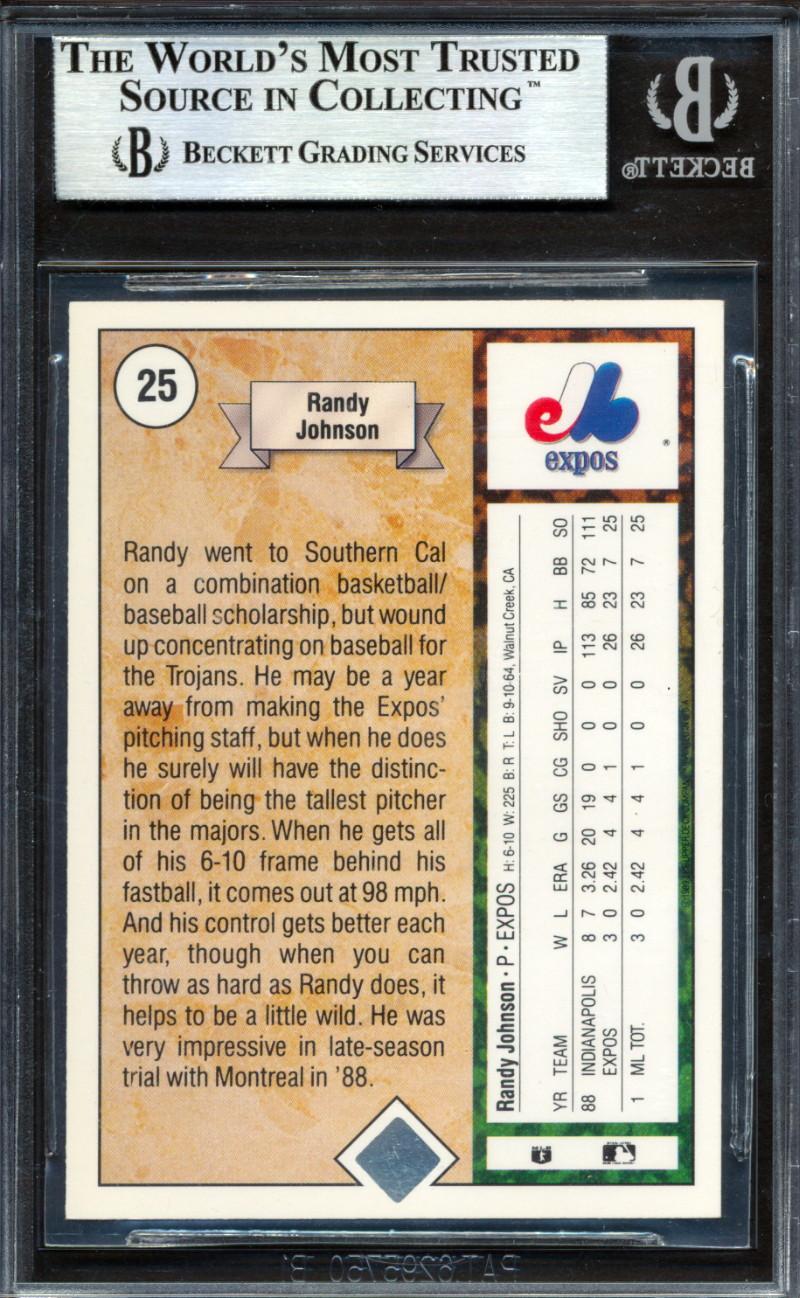 THE WORLD'S MOST TRUSTED
SOURCE IN COLLECTING™
B BECKETT GRADING SERVICES
B
BECKETT®
25
Randy
Johnson
expos
®
Randy went to Southern Cal
on a combination basketball/
baseball scholarship, but wound
up concentrating on baseball for
the Trojans. He may be a year
away from making the Expos'
pitching staff, but when he does
he surely will have the distinc-
tion of being the tallest pitcher
in the majors. When he gets all
of his 6-10 frame behind his
fastball, it comes out at 98 mph.
And his control gets better each
year, though when you can
throw as hard as Randy does, it
helps to be a little wild. He was
very impressive in late-season
trial with Montreal in '88.
Randy Johnson · P · EXPOS H: 6-10 W: 225 B: R T: L B: 9-10-64, Walnut Creek, CA
YR TEAM W L ERA G GS CG SHO SV IP H BB SO
88 INDIANAPOLIS 8 7 3.26 20 19 0 0 0 113 85 72 111
EXPOS 3 0 2.42 4 4 1 0 0 26 23 7 25
1 ML TOT. 3 0 2.42 4 4 1 0 0 26 23 7 25
PAT 6295750 B1